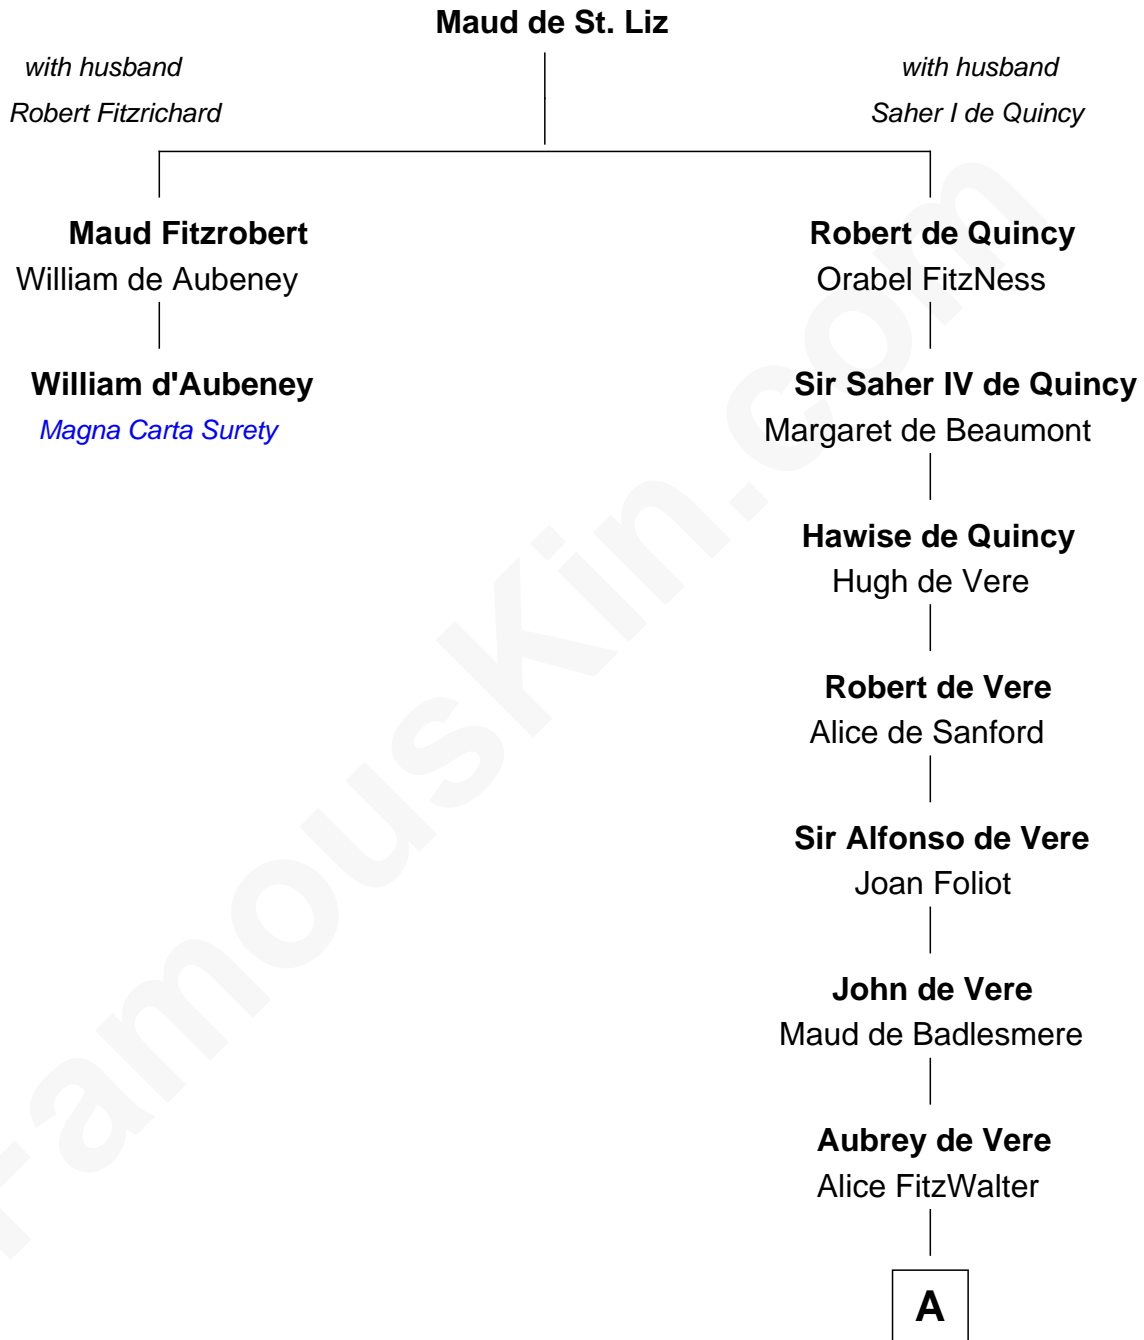 Maud de St. Liz
with husband
Robert Fitzrichard
with husband
Saher I de Quincy
Maud Fitzrobert
William de Aubeney
Robert de Quincy
Orabel FitzNess
William d'Aubeney
Magna Carta Surety
Sir Saher IV de Quincy
Margaret de Beaumont
Hawise de Quincy
Hugh de Vere
Robert de Vere
Alice de Sanford
Sir Alfonso de Vere
Joan Foliot
John de Vere
Maud de Badlesmere
Aubrey de Vere
Alice FitzWalter
A
FamousKin.com